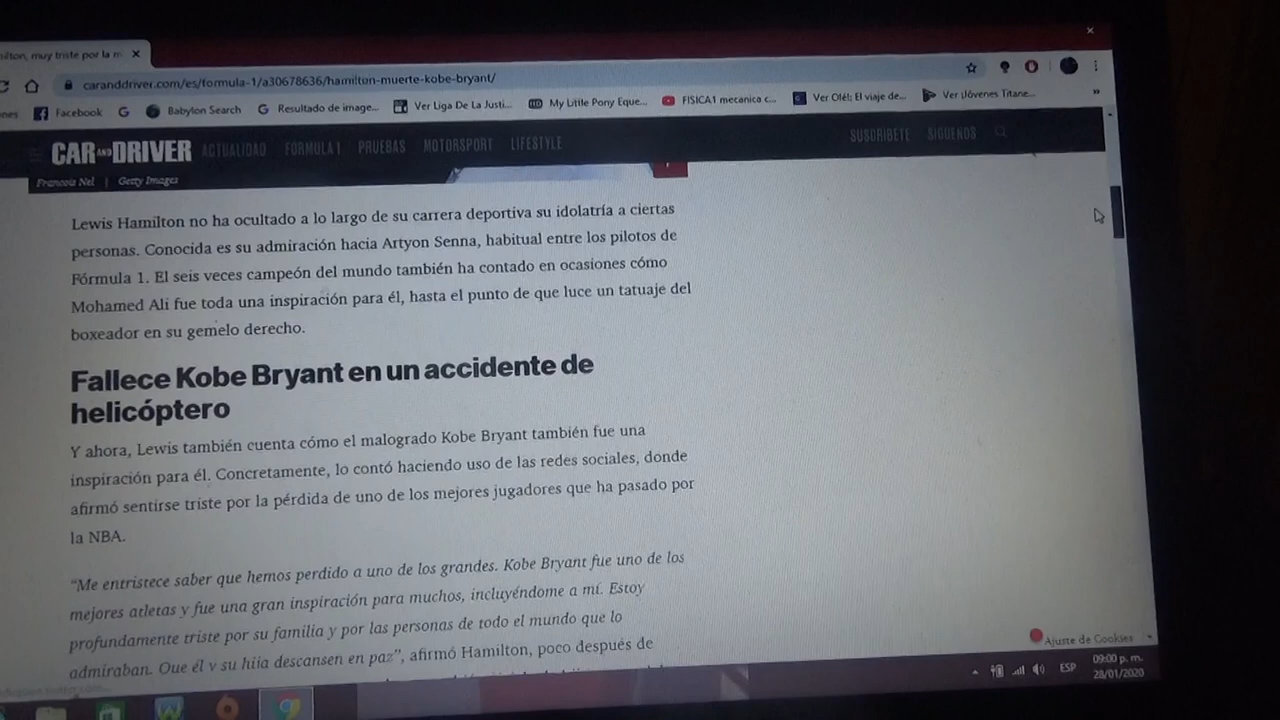 ilton, muy triste por la m
caranddriver.com/es/formula-1/a30678636/hamilton-muerte-kobe-bryant/
Facebook
Babylon Search
Resultado de image...
Ver Liga De La Justi...
My Little Pony Eque...
FISICA1 mecanica c...
Ver Olé!: El viaje de...
Ver ¡Jóvenes Titane...
CAR AND DRIVER
ACTUALIDAD
FÓRMULA 1
PRUEBAS
MOTORSPORT
LIFESTYLE
SUSCRÍBETE
SÍGUENOS
Francois Nel | Getty Images
Lewis Hamilton no ha ocultado a lo largo de su carrera deportiva su idolatría a ciertas
personas. Conocida es su admiración hacia Artyon Senna, habitual entre los pilotos de
Fórmula 1. El seis veces campeón del mundo también ha contado en ocasiones cómo
Mohamed Ali fue toda una inspiración para él, hasta el punto de que luce un tatuaje del
boxeador en su gemelo derecho.
Fallece Kobe Bryant en un accidente de
helicóptero
Y ahora, Lewis también cuenta cómo el malogrado Kobe Bryant también fue una
inspiración para él. Concretamente, lo contó haciendo uso de las redes sociales, donde
afirmó sentirse triste por la pérdida de uno de los mejores jugadores que ha pasado por
la NBA.
“Me entristece saber que hemos perdido a uno de los grandes. Kobe Bryant fue uno de los
mejores atletas y fue una gran inspiración para muchos, incluyéndome a mí. Estoy
profundamente triste por su familia y por las personas de todo el mundo que lo
admiraban. Que él y su hija descansen en paz”, afirmó Hamilton, poco después de
Ajuste de Cookies
ESP
09:00 p. m.
28/01/2020